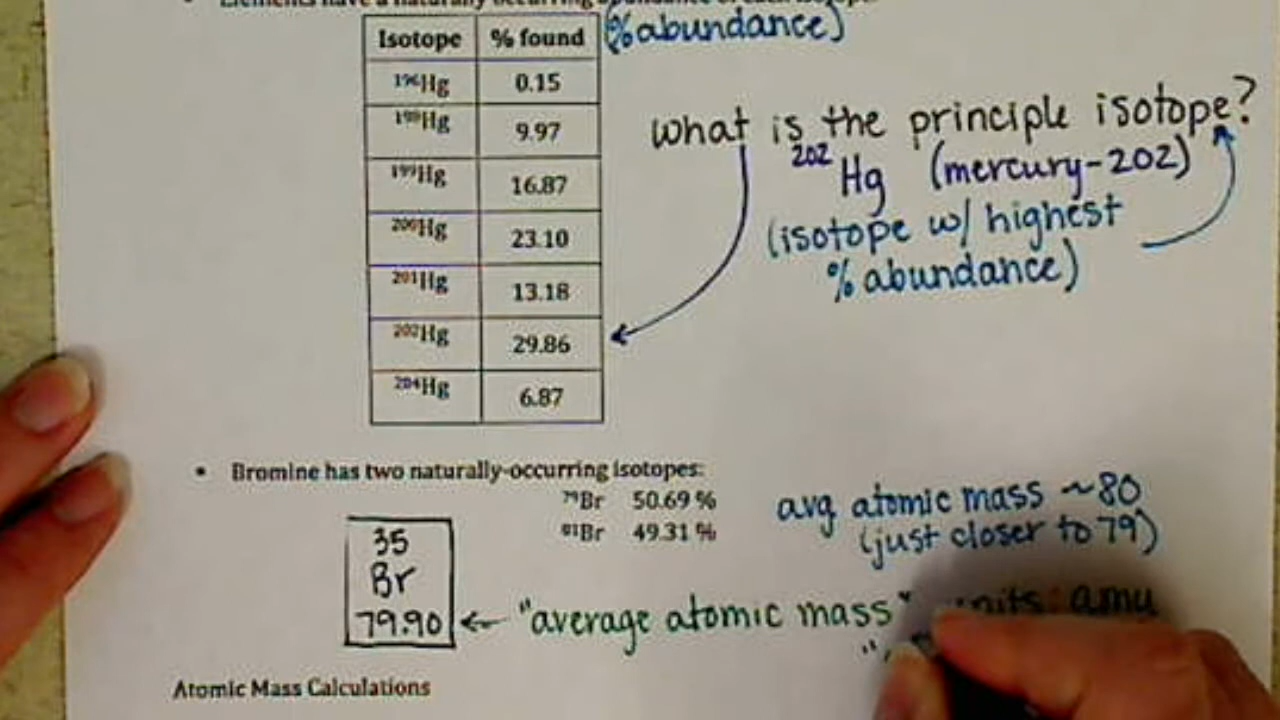 (% abundance)
Isotope % found
196Hg 0.15
198Hg 9.97
199Hg 16.87
200Hg 23.10
201Hg 13.18
202Hg 29.86
204Hg 6.87
what is the principle isotope?
202Hg (mercury-202)
(isotope w/ highest
% abundance)
• Bromine has two naturally-occurring isotopes:
79Br 50.69 %
81Br 49.31 %
avg atomic mass ~80
(just closer to 79)
35
Br
79.90 ← "average atomic mass" units: amu
Atomic Mass Calculations